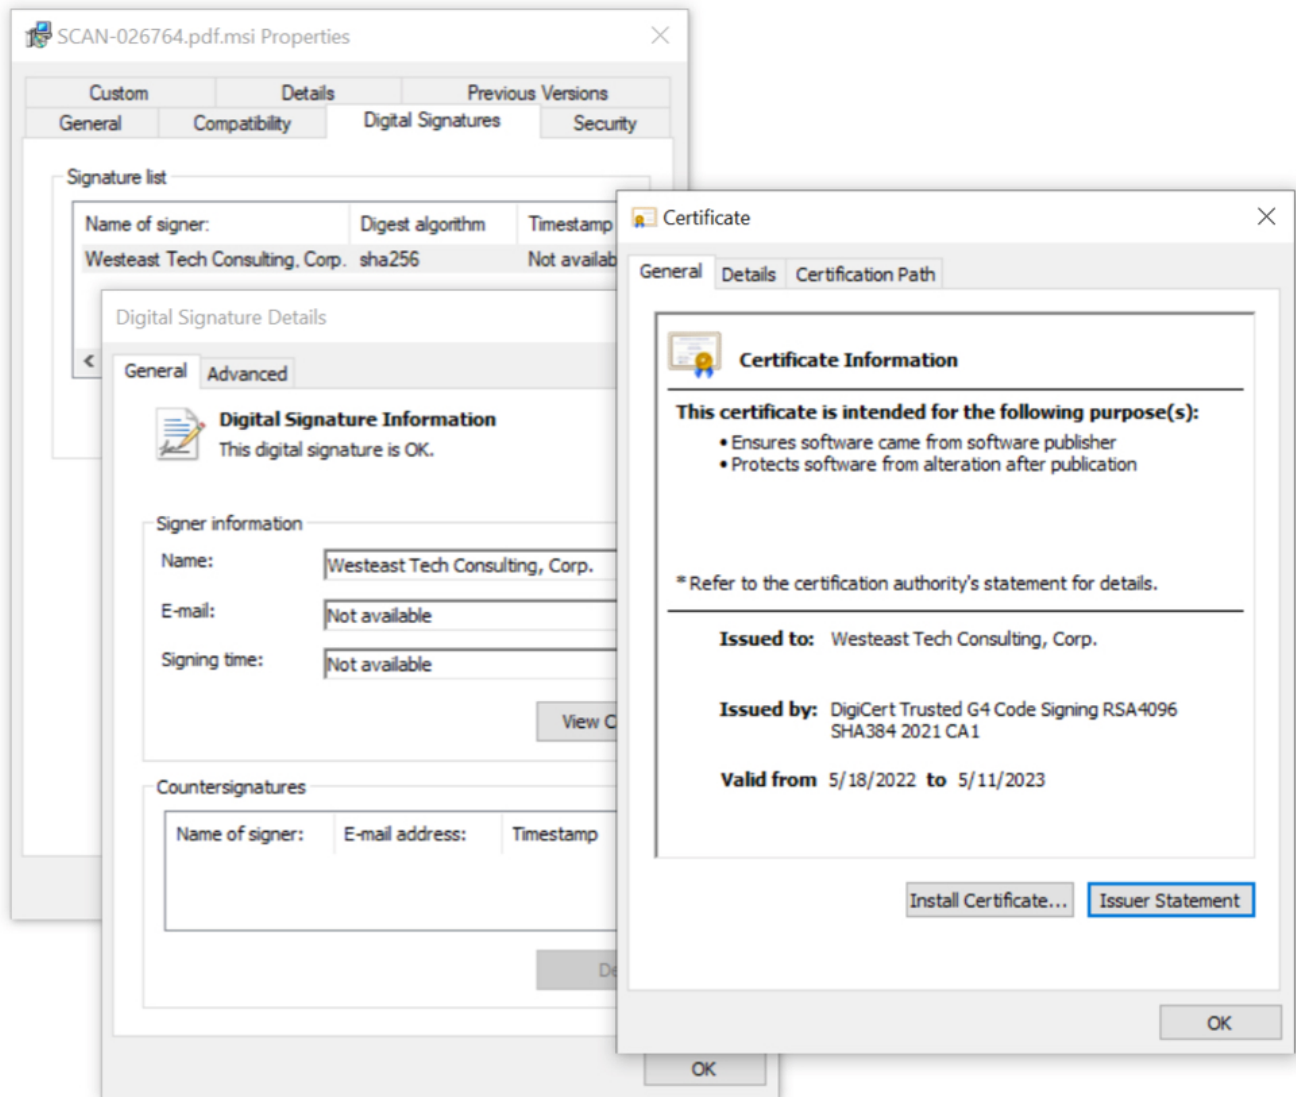 SCAN-026764.pdf.msi Properties
Custom
Details
Previous Versions
General
Compatibility
Digital Signatures
Security
Signature list
Name of signer:
Digest algorithm
Timestamp
Westeast Tech Consulting, Corp.
sha256
Not availab
Digital Signature Details
General
Advanced
Digital Signature Information
This digital signature is OK.
Signer information
Name:
Westeast Tech Consulting, Corp.
E-mail:
Not available
Signing time:
Not available
View C
Countersignatures
Name of signer:
E-mail address:
Timestamp
De
OK
Certificate
General
Details
Certification Path
Certificate Information
This certificate is intended for the following purpose(s):
• Ensures software came from software publisher
• Protects software from alteration after publication
* Refer to the certification authority's statement for details.
Issued to: Westeast Tech Consulting, Corp.
Issued by: DigiCert Trusted G4 Code Signing RSA4096
SHA384 2021 CA1
Valid from 5/18/2022 to 5/11/2023
Install Certificate...
Issuer Statement
OK